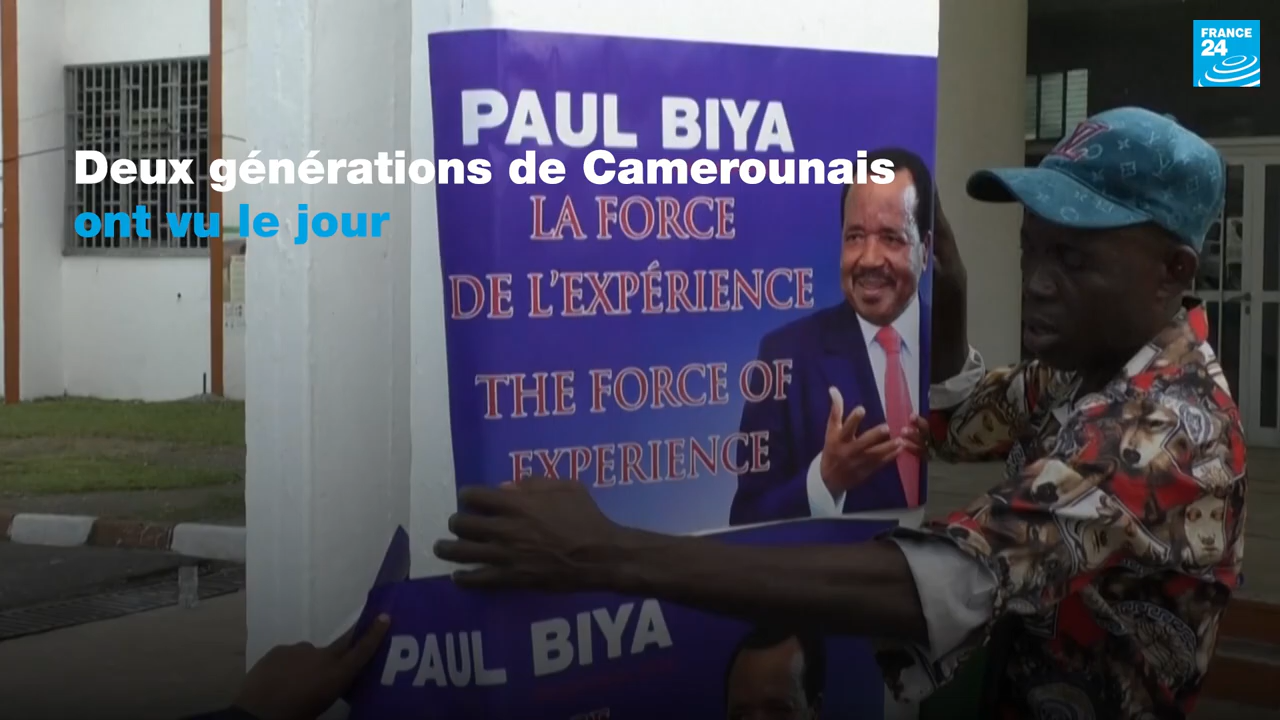 FRANCE
24
PAUL BIYA
Deux générations de Camerounais
ont vu le jour
LA FORCE
DE L'EXPÉRIENCE
THE FORCE OF
EXPERIENCE
PAUL BIYA